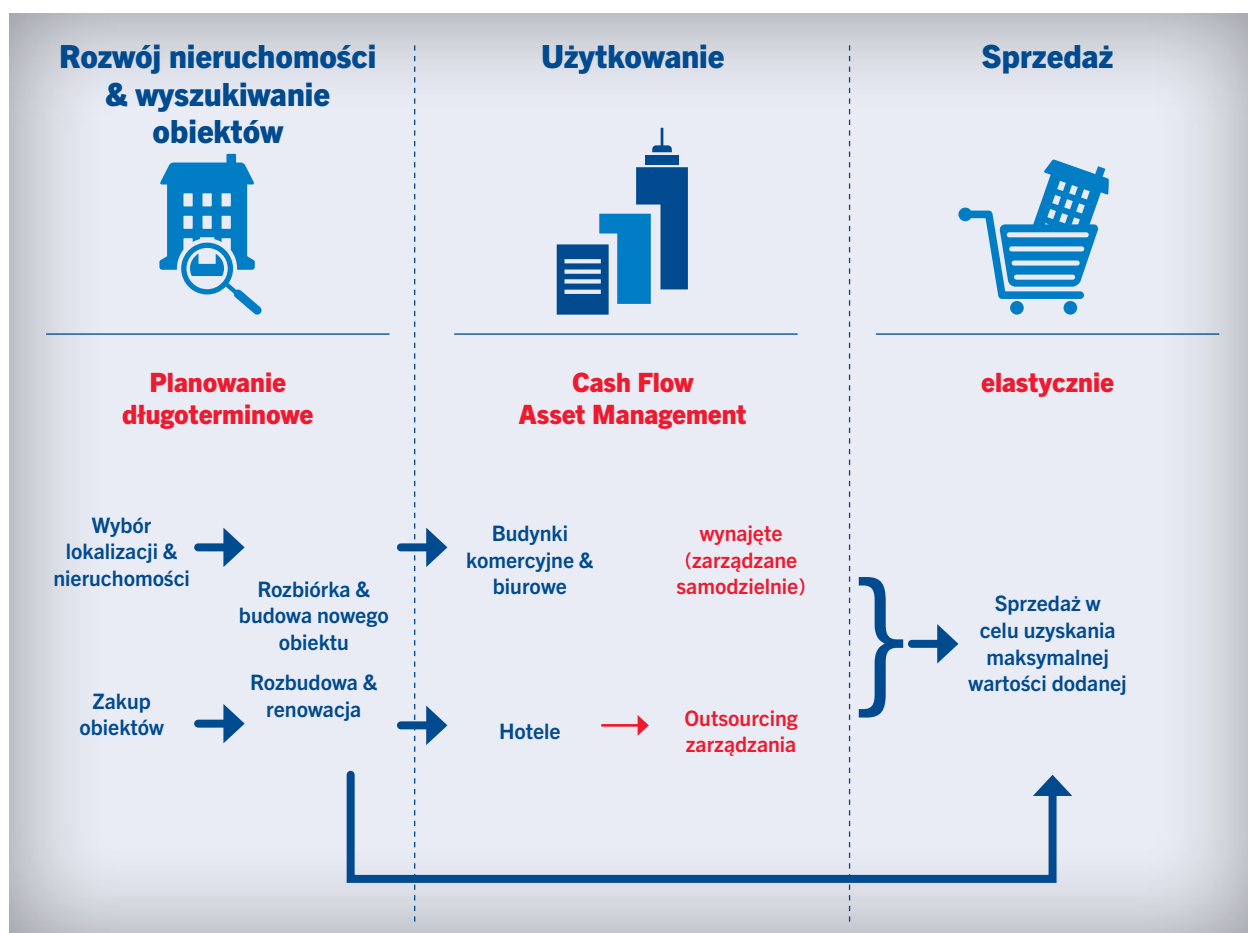 Rozwój nieruchomości
& wyszukiwanie
obiektów
Planowanie
długoterminowe
Wybór
lokalizacji &
nieruchomości
Rozbiórka &
budowa nowego
obiektu
Zakup
obiektów
Rozbudowa &
renowacja
Użytkowanie
Cash Flow
Asset Management
Budynki
komercyjne &
biurowe
wynajęte
(zarządzane
samodzielnie)
Hotele
Outsourcing
zarządzania
Sprzedaż
elastycznie
Sprzedaż w
celu uzyskania
maksymalnej
wartości dodanej